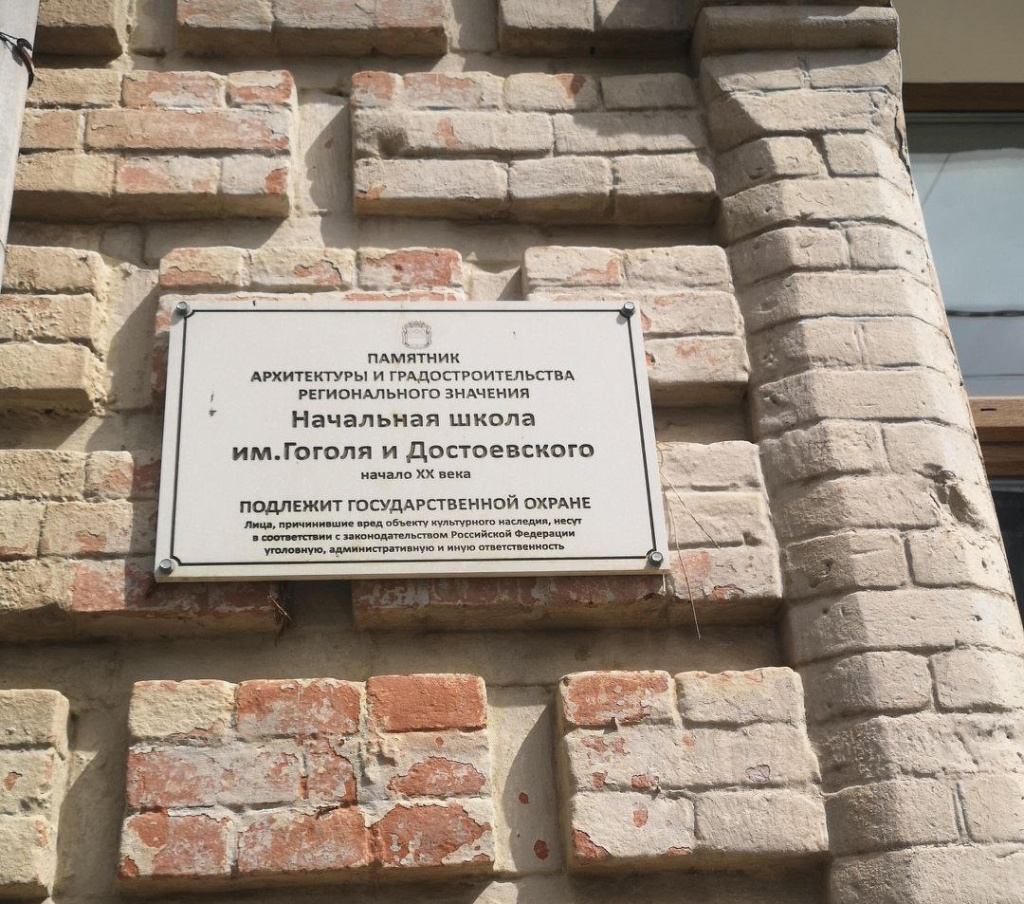 ПАМЯТНИК
АРХИТЕКТУРЫ И ГРАДОСТРОИТЕЛЬСТВА
РЕГИОНАЛЬНОГО ЗНАЧЕНИЯ
Начальная школа
им.Гоголя и Достоевского
начало XX века
ПОДЛЕЖИТ ГОСУДАРСТВЕННОЙ ОХРАНЕ
Лица, причинившие вред объекту культурного наследия, несут
в соответствии с законодательством Российской Федерации
уголовную, административную и иную ответственность